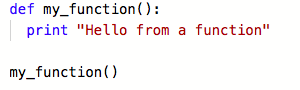 def my_function():
  print "Hello from a function"

my_function()